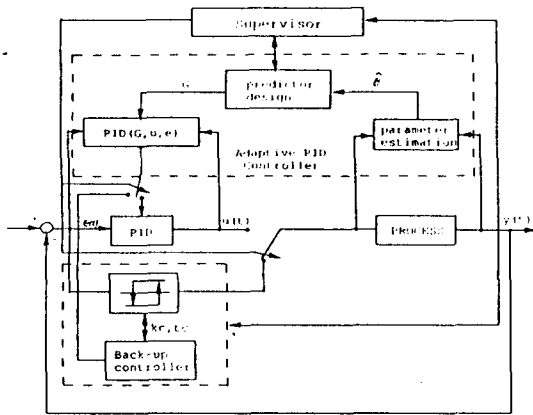 Supervisor
G
predictor
design
θ̂
PID(G,u,e)
parameter
estimation
Adaptive PID
Controller
PID
u(t)
PROCESS
y(t)
kc,tc
Back-up
controller